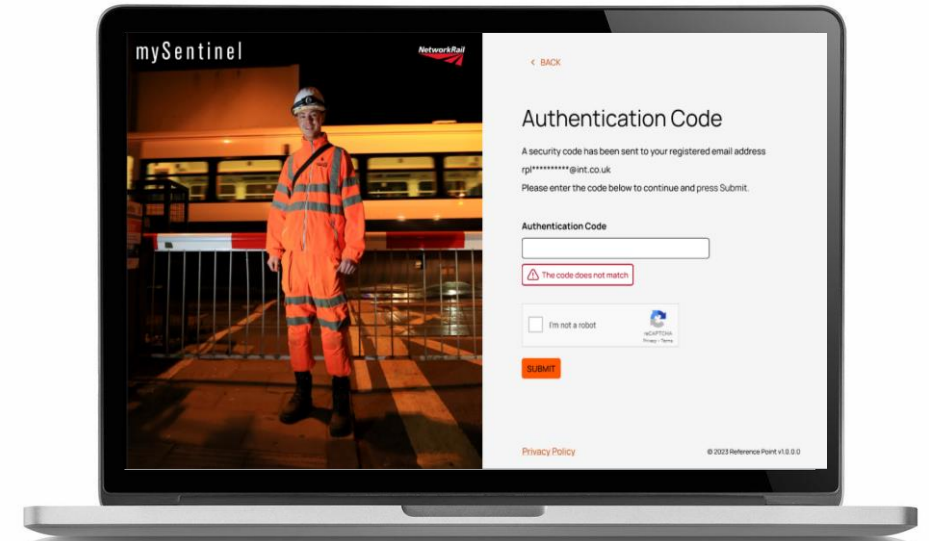 mySentinel
NetworkRail
< BACK
Authentication Code
A security code has been sent to your registered email address
rpl**********@int.co.uk
Please enter the code below to continue and press Submit.
Authentication Code
The code does not match
I'm not a robot
reCAPTCHA
Privacy - Terms
SUBMIT
Privacy Policy
© 2023 Reference Point v1.0.0.0